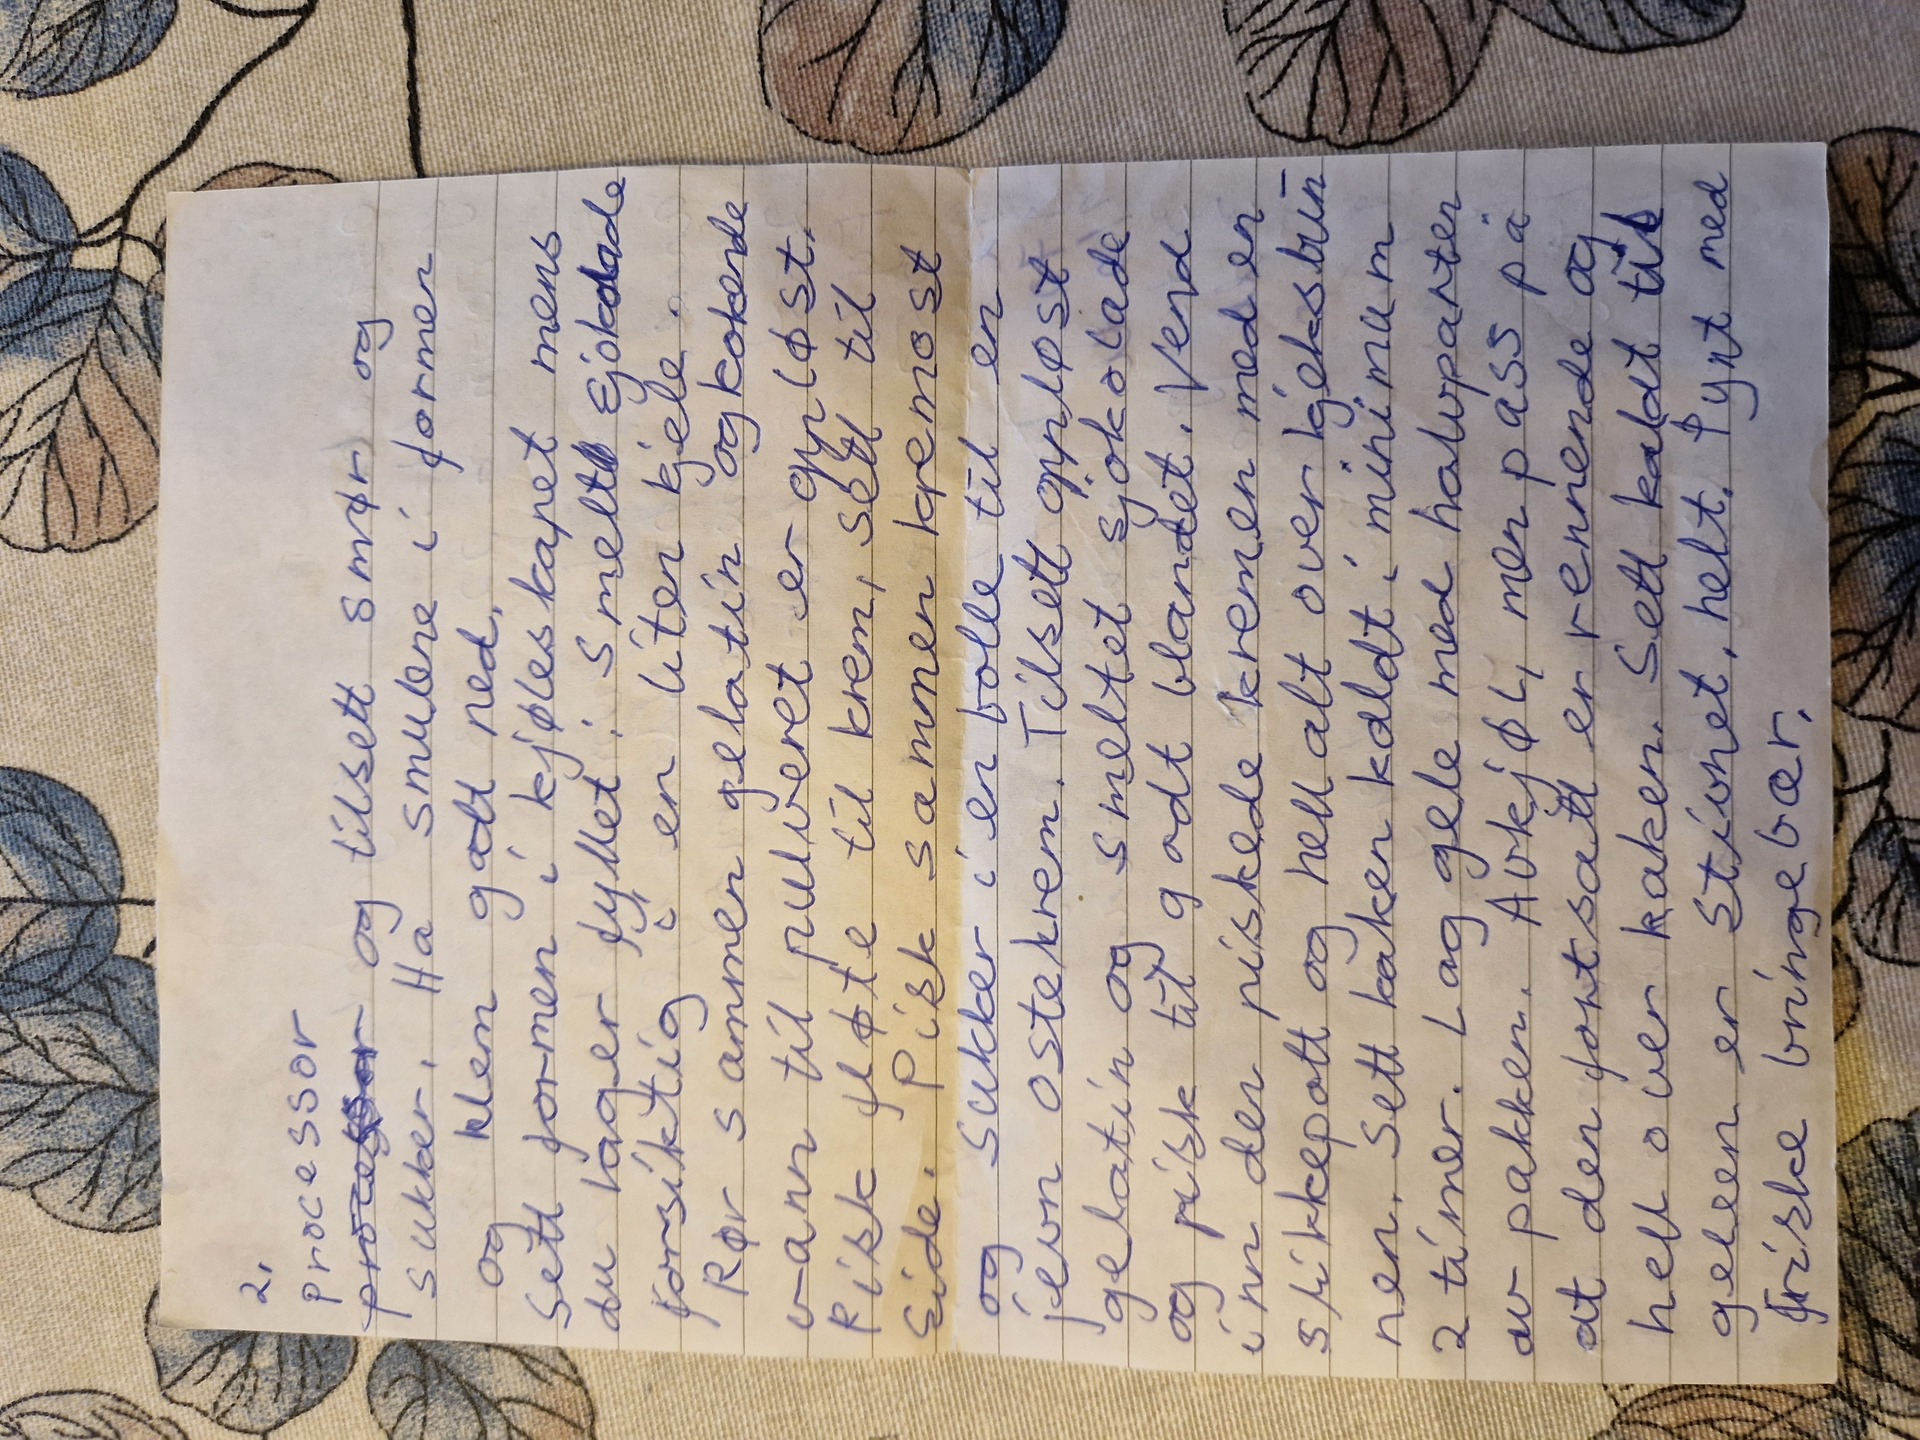 2.
processor
processor og tilsett smør og
sukker. Ha smulene i formen
og klem godt ned.
Sett formen i kjøleskapet mens
du lager fyllet: Smelt sjokolade
forsiktig i en liten kjele.
Rør sammen gelatin og kokende
vann til pulveret er oppløst.
Pisk fløte til krem, sett til
side. Pisk sammen kremost
og sukker i en bolle til en
jevn ostekrem. Tilsett oppløst
gelatin og smeltet sjokolade
og pisk til godt blandet. Vend
inn den piskede kremen med en
slikkepott og hell alt over kjeksbun
nen. Sett kaken kaldt i minimum
2 timer. Lag gele med halvparten
av pakken. Avkjøl, men pass på
at den fortsatt er rennende og
hell over kaken. Sett kaldt til
geleen er stivnet, helt. Pynt med
friske bringebær.